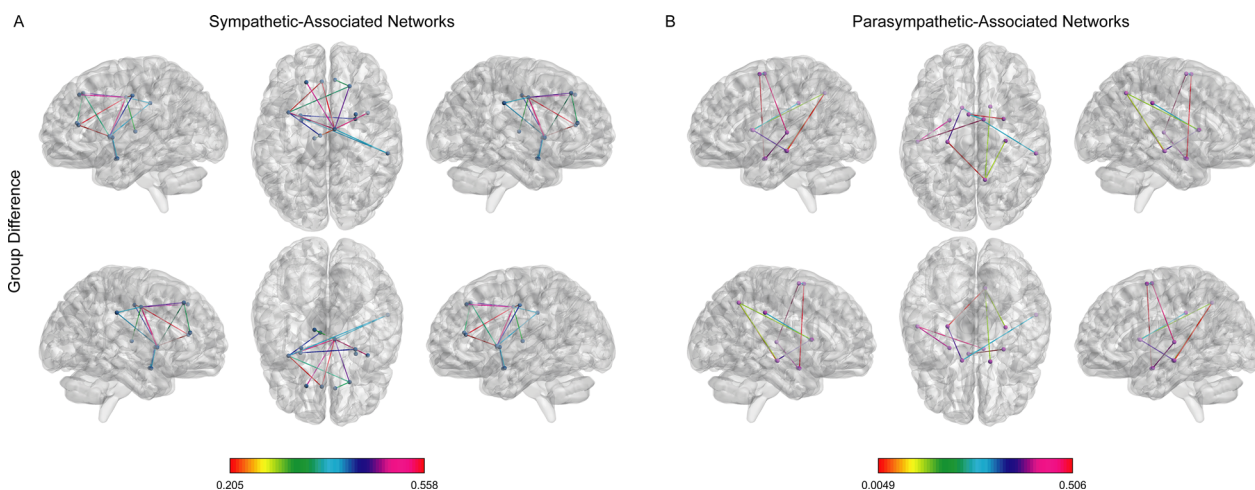 A
Sympathetic-Associated Networks
B
Parasympathetic-Associated Networks
Group Difference
0.205
0.558
0.0049
0.506